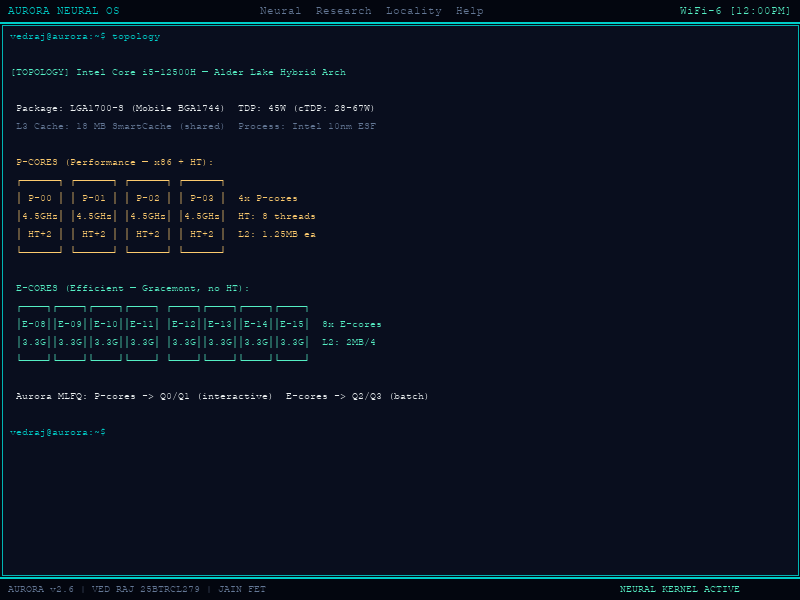 AURORA NEURAL OS Neural Research Locality Help WiFi-6 [12:00PM]
vedraj@aurora:~$ topology
[TOPOLOGY] Intel Core i5-12500H — Alder Lake Hybrid Arch
Package: LGA1700-S (Mobile BGA1744) TDP: 45W (cTDP: 28-67W)
L3 Cache: 18 MB SmartCache (shared) Process: Intel 10nm ESF
P-CORES (Performance — x86 + HT):
P-00 P-01 P-02 P-03 4x P-cores
4.5GHz 4.5GHz 4.5GHz 4.5GHz HT: 8 threads
HT+2 HT+2 HT+2 HT+2 L2: 1.25MB ea
E-CORES (Efficient — Gracemont, no HT):
E-08 E-09 E-10 E-11 E-12 E-13 E-14 E-15 8x E-cores
3.3G 3.3G 3.3G 3.3G 3.3G 3.3G 3.3G 3.3G L2: 2MB/4
Aurora MLFQ: P-cores -> Q0/Q1 (interactive) E-cores -> Q2/Q3 (batch)
vedraj@aurora:~$
AURORA v2.6 | VED RAJ 25BTRCL279 | JAIN FET NEURAL KERNEL ACTIVE